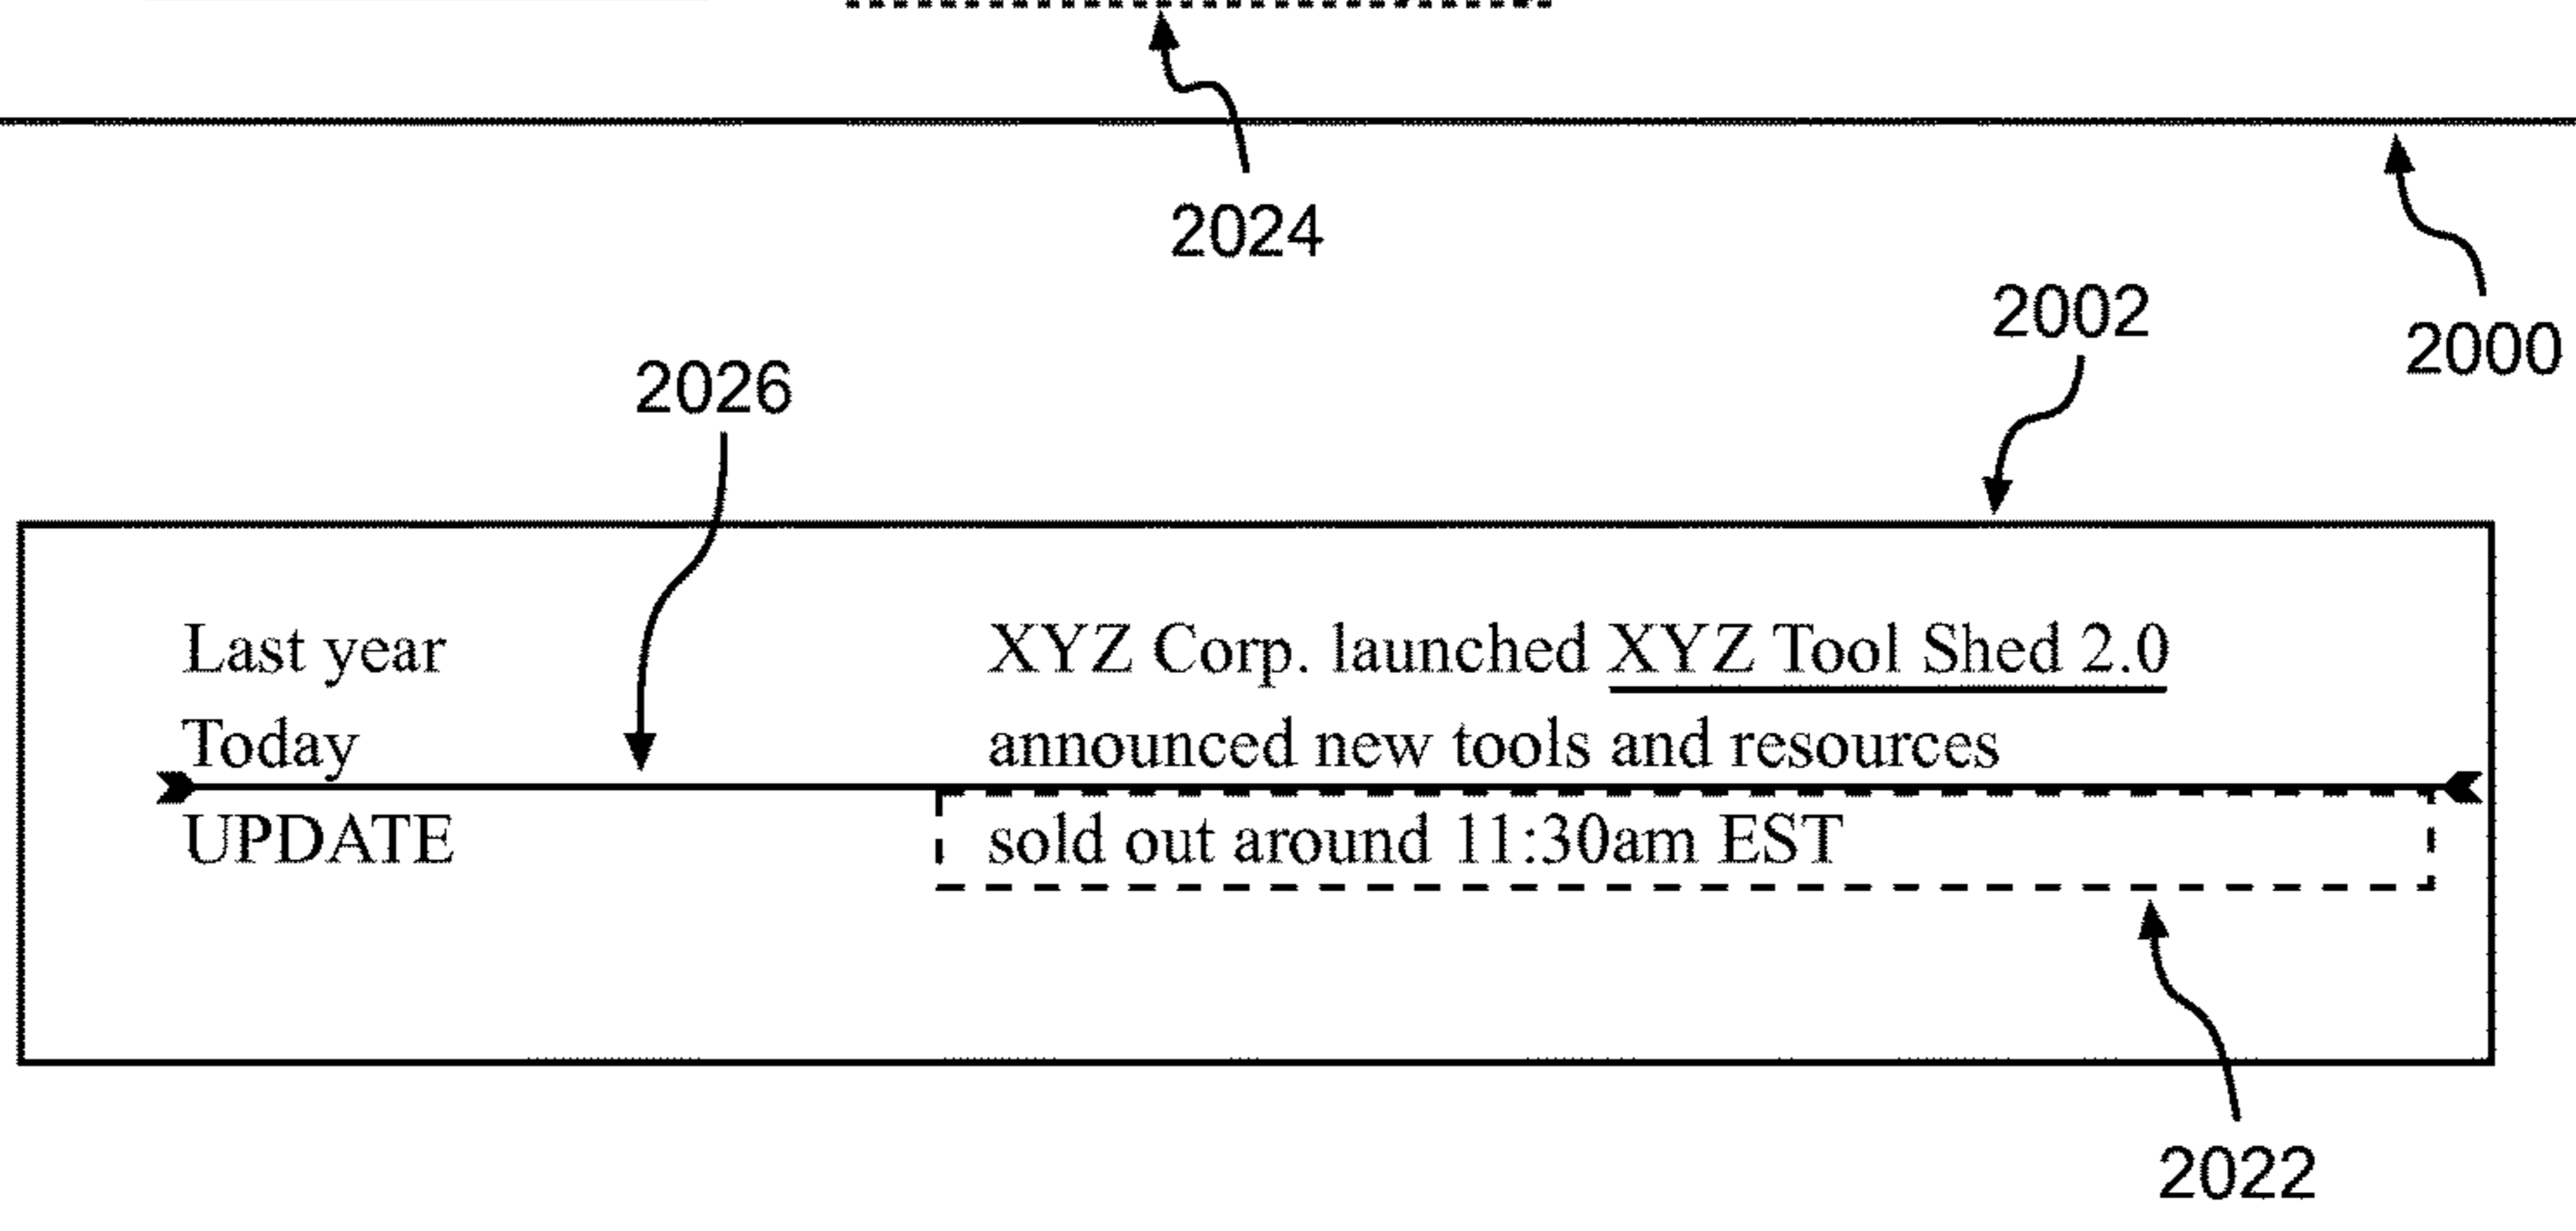 2024
2000
2002
2026
Last year XYZ Corp. launched XYZ Tool Shed 2.0
Today announced new tools and resources
UPDATE sold out around 11:30am EST
2022